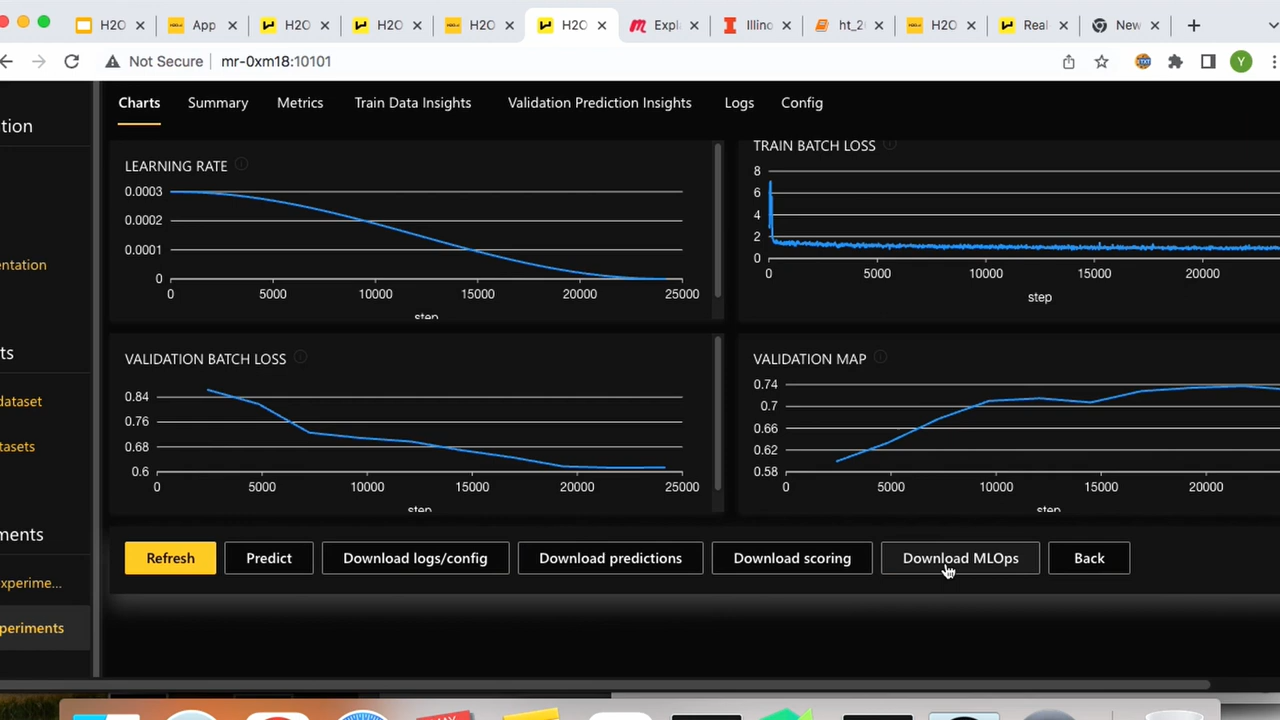 H2O
App
H2O
H2O
H2O
H2O
Expl
Illino
ht_2
H2O
Real
New
Not Secure
mr-0xm18:10101
Y
Charts
Summary
Metrics
Train Data Insights
Validation Prediction Insights
Logs
Config
tion
entation
ts
dataset
tasets
ments
xperime...
periments
LEARNING RATE
0.0003
0.0002
0.0001
0
0 5000 10000 15000 20000 25000
step
TRAIN BATCH LOSS
8
6
4
2
0
0 5000 10000 15000 20000
step
VALIDATION BATCH LOSS
0.84
0.76
0.68
0.6
0 5000 10000 15000 20000 25000
step
VALIDATION MAP
0.74
0.7
0.66
0.62
0.58
0 5000 10000 15000 20000
step
Refresh
Predict
Download logs/config
Download predictions
Download scoring
Download MLOps
Back